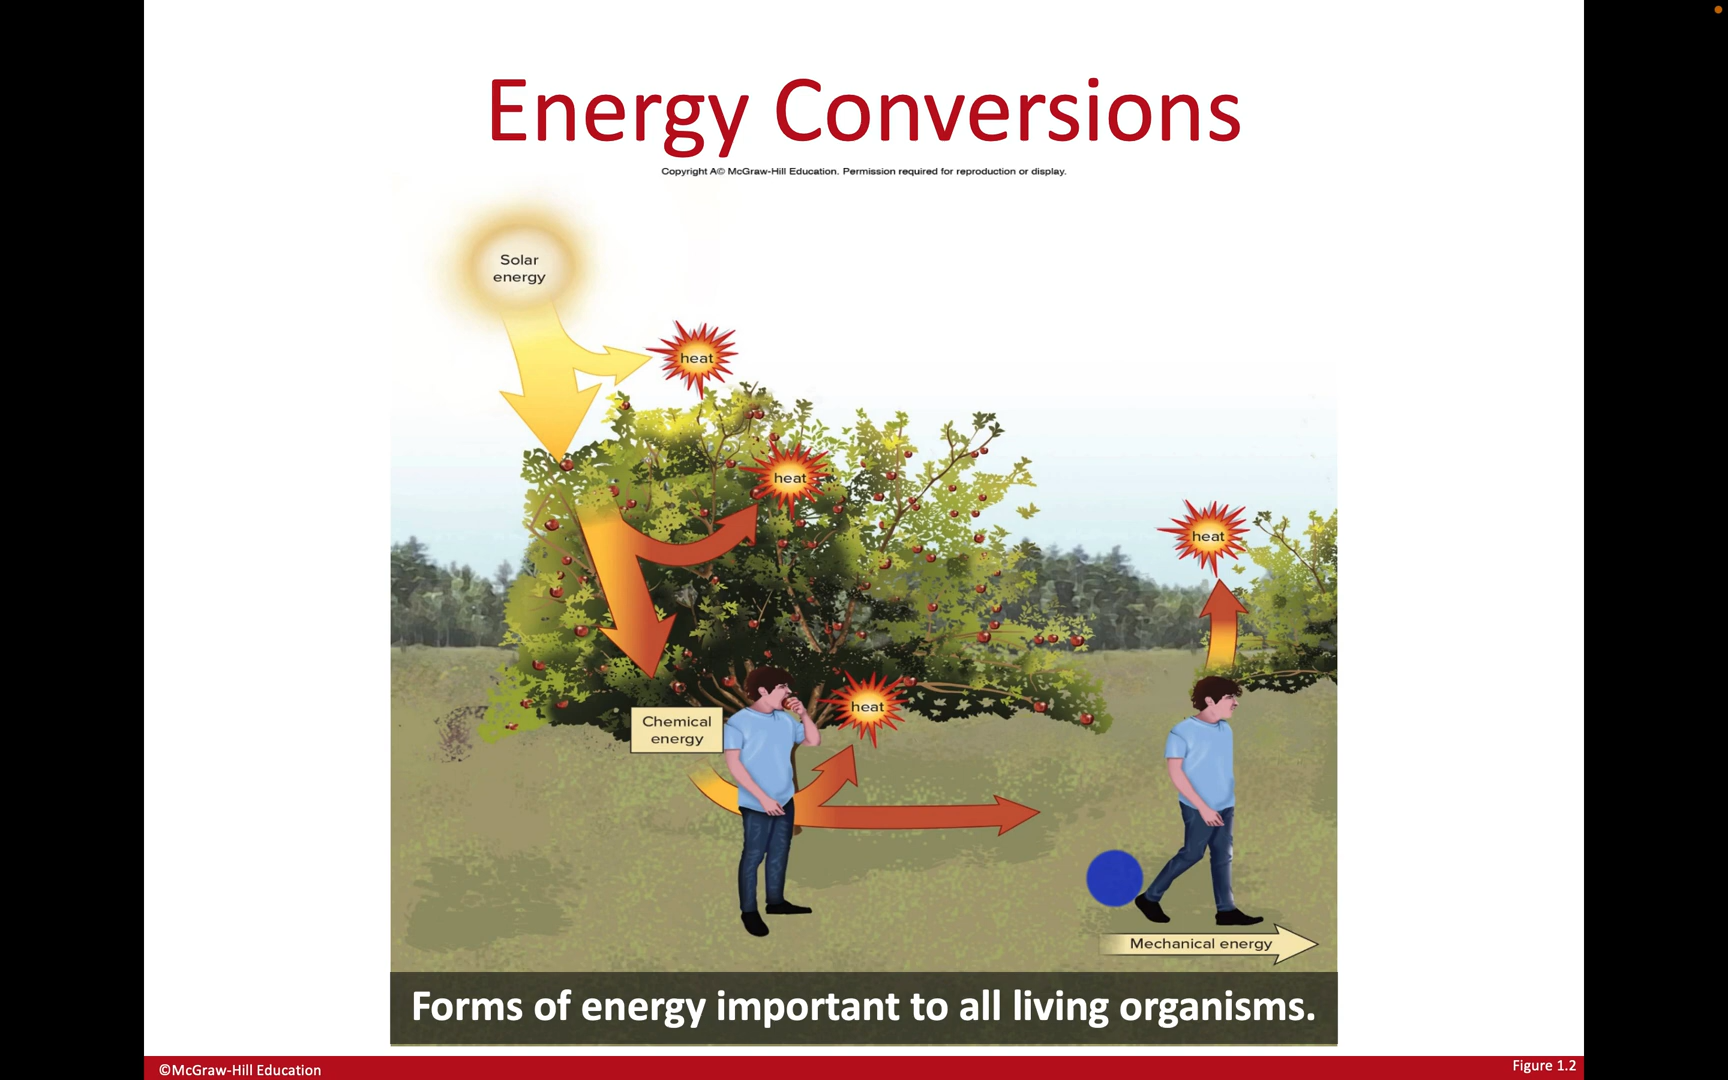 Energy Conversions
Copyright A© McGraw-Hill Education. Permission required for reproduction or display.
Solar
energy
heat
heat
heat
heat
Chemical
energy
Mechanical energy
Forms of energy important to all living organisms.
©McGraw-Hill Education
Figure 1.2